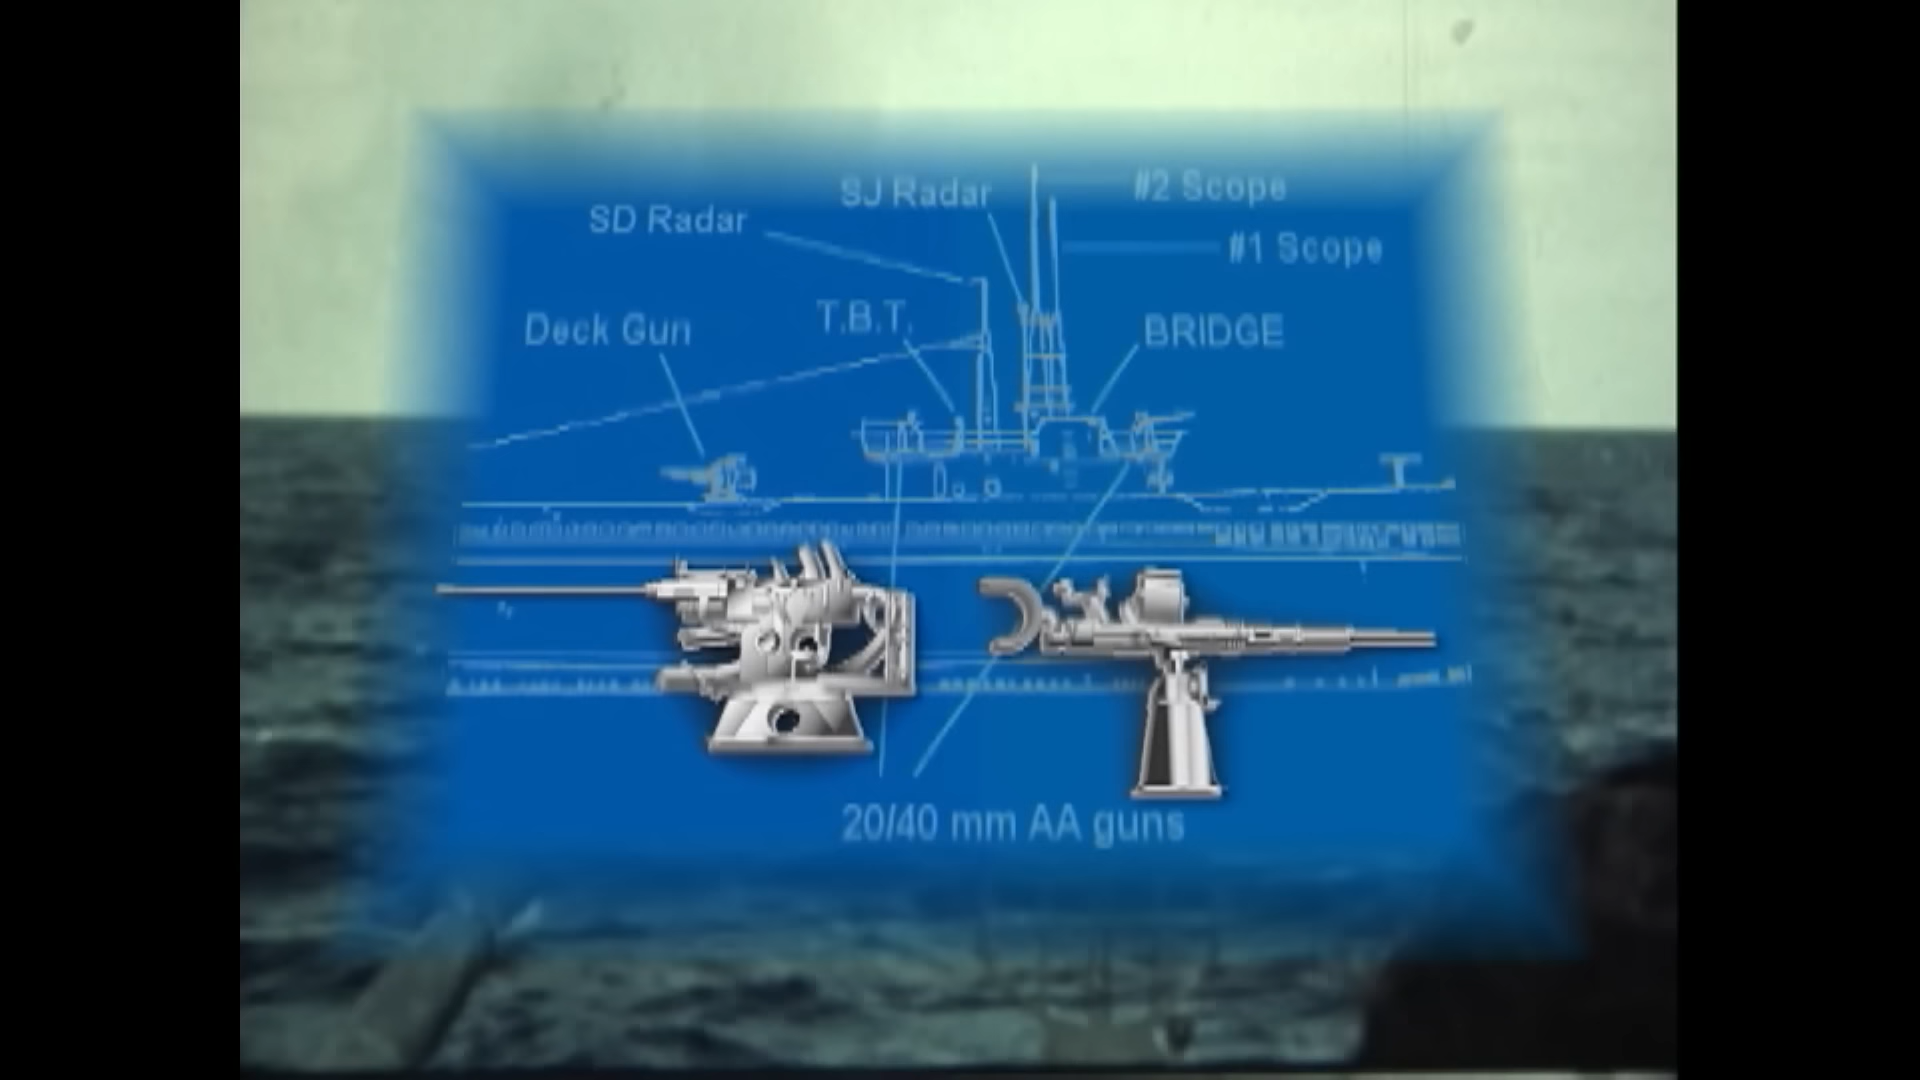 #2 Scope
SJ Radar
SD Radar
#1 Scope
T.B.T.
Deck Gun
BRIDGE
20/40 mm AA guns